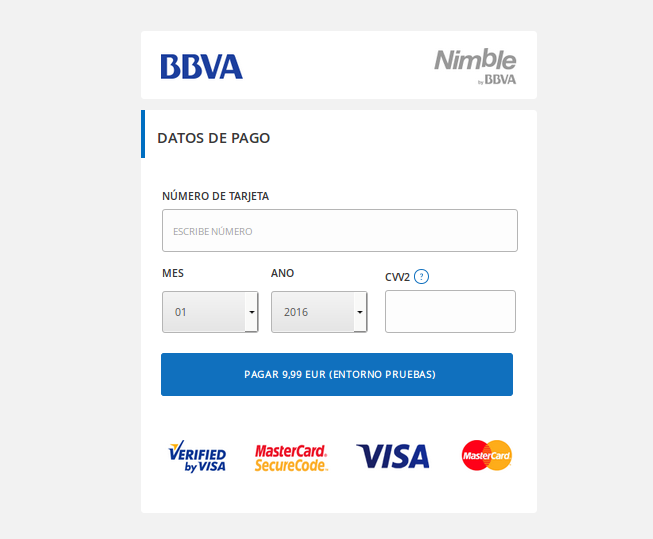 BBVA
Nimble
by BBVA
DATOS DE PAGO
NÚMERO DE TARJETA
ESCRIBE NÚMERO
MES
ANO
CVV2 ?
01
2016
PAGAR 9,99 EUR (ENTORNO PRUEBAS)
VERIFIED
by VISA
MasterCard.
SecureCode.
VISA
MasterCard